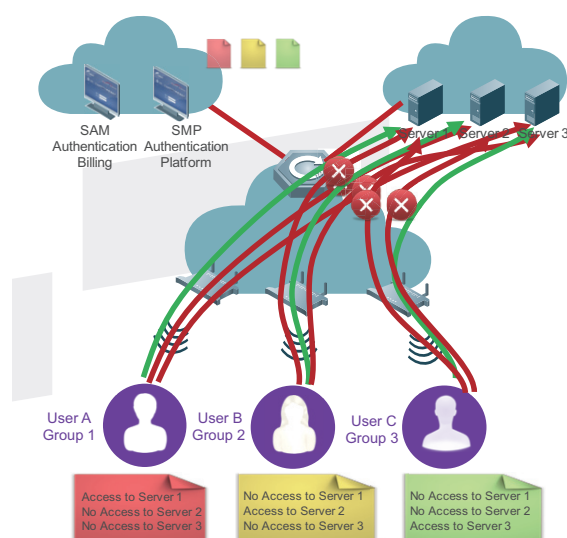 SAM
Authentication
Billing
SMP
Authentication
Platform
Server 1
Server 2
Server 3
User A
Group 1
User B
Group 2
User C
Group 3
Access to Server 1
No Access to Server 2
No Access to Server 3
No Access to Server 1
Access to Server 2
No Access to Server 3
No Access to Server 1
No Access to Server 2
Access to Server 3